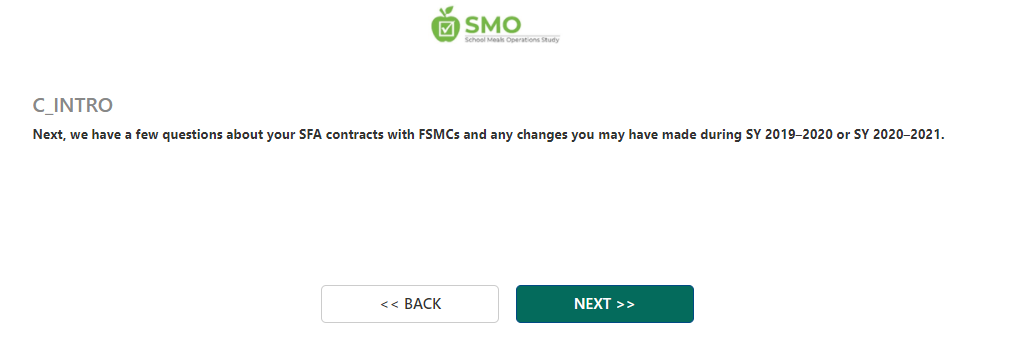 SMO
School Meals Operations Study
C_INTRO
Next, we have a few questions about your SFA contracts with FSMCs and any changes you may have made during SY 2019–2020 or SY 2020–2021.
<< BACK
NEXT >>